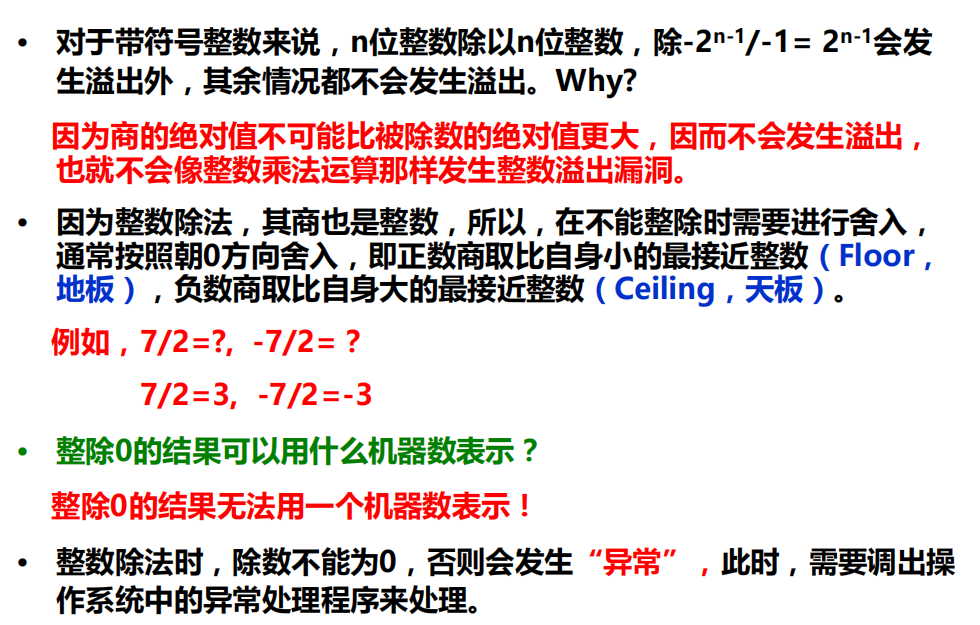 • 对于带符号整数来说，n位整数除以n位整数，除-2ⁿ⁻¹/-1= 2ⁿ⁻¹会发
生溢出外，其余情况都不会发生溢出。Why?
因为商的绝对值不可能比被除数的绝对值更大，因而不会发生溢出，
也就不会像整数乘法运算那样发生整数溢出漏洞。
• 因为整数除法，其商也是整数，所以，在不能整除时需要进行舍入，
通常按照朝0方向舍入，即正数商取比自身小的最接近整数（Floor，
地板），负数商取比自身大的最接近整数（Ceiling，天板）。
例如，7/2=?, -7/2=？
7/2=3, -7/2=-3
• 整除0的结果可以用什么机器数表示？
整除0的结果无法用一个机器数表示！
• 整数除法时，除数不能为0，否则会发生“异常”，此时，需要调出操
作系统中的异常处理程序来处理。